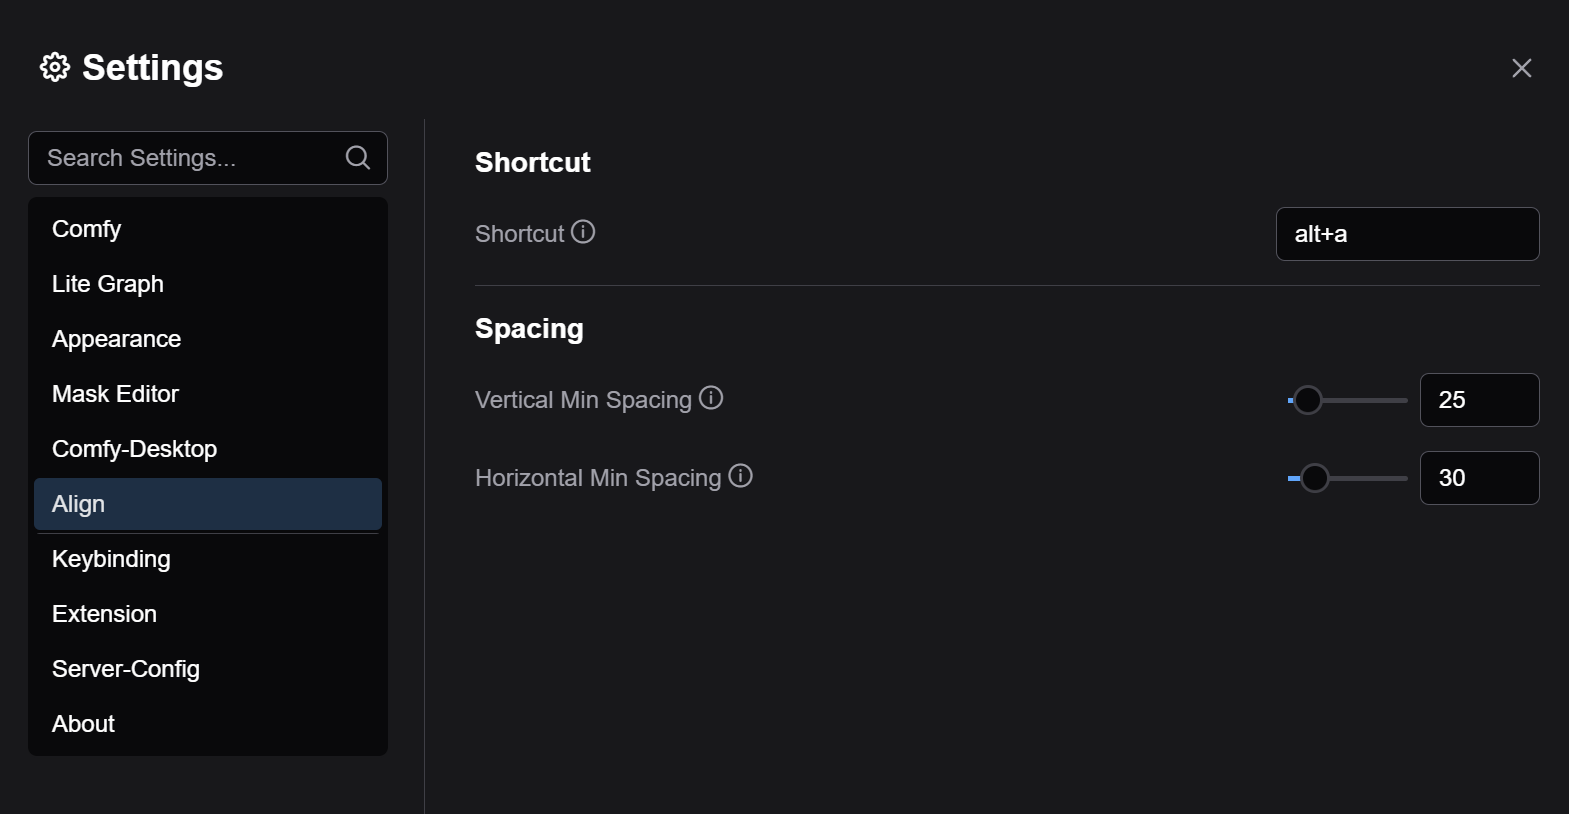 Settings
Search Settings...
Comfy
Lite Graph
Appearance
Mask Editor
Comfy-Desktop
Align
Keybinding
Extension
Server-Config
About
Shortcut
Shortcut alt+a
Spacing
Vertical Min Spacing 25
Horizontal Min Spacing 30